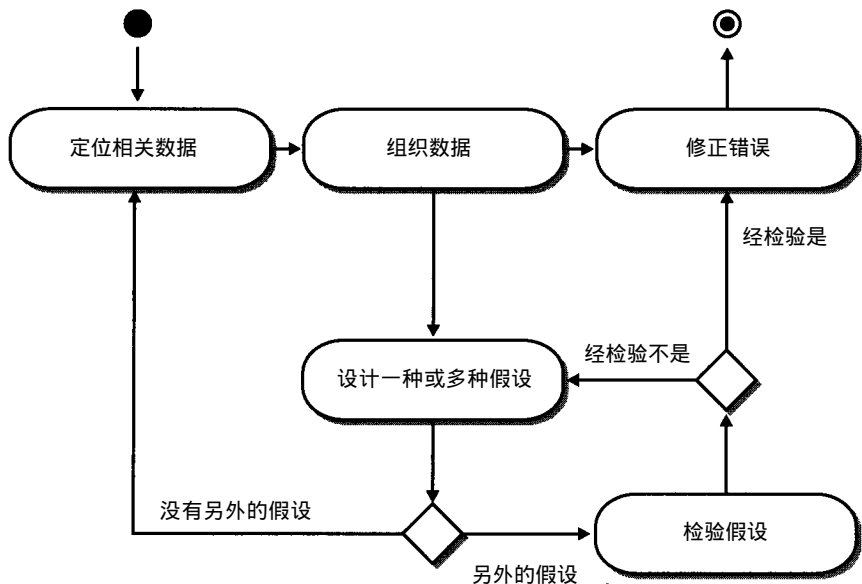 定位相关数据
组织数据
修正错误
经检验是
经检验不是
设计一种或多种假设
没有另外的假设
检验假设
另外的假设